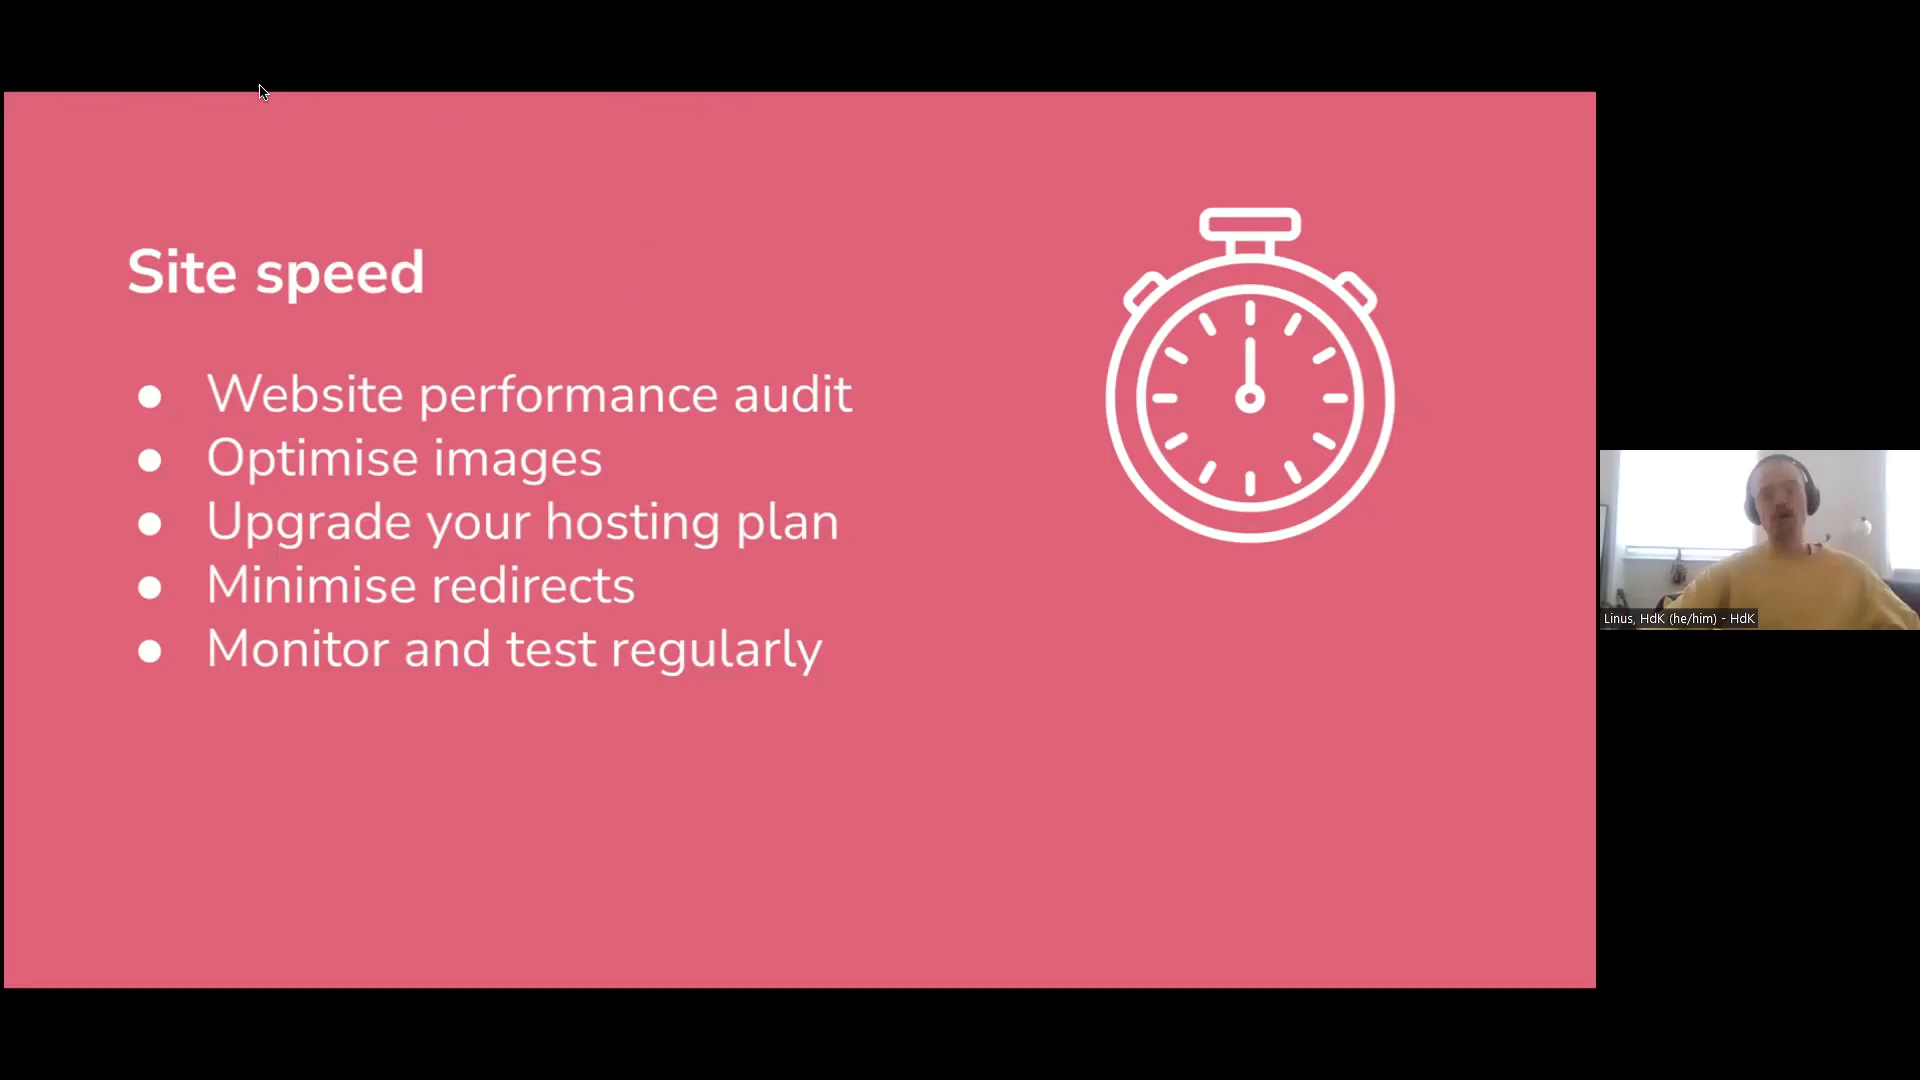 Site speed
● Website performance audit
● Optimise images
● Upgrade your hosting plan
● Minimise redirects
● Monitor and test regularly
Linus, HdK (he/him) - HdK